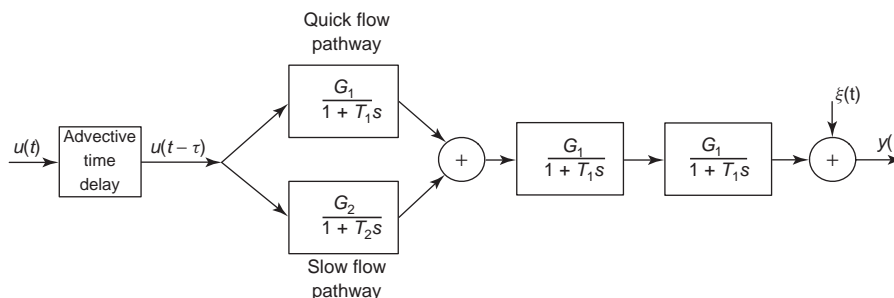 Quick flow
pathway
G₁
1 + T₁s
u(t)
Advective
time
delay
u(t − τ)
+
G₁
1 + T₁s
G₁
1 + T₁s
ξ(t)
+
y(
G₂
1 + T₂s
Slow flow
pathway